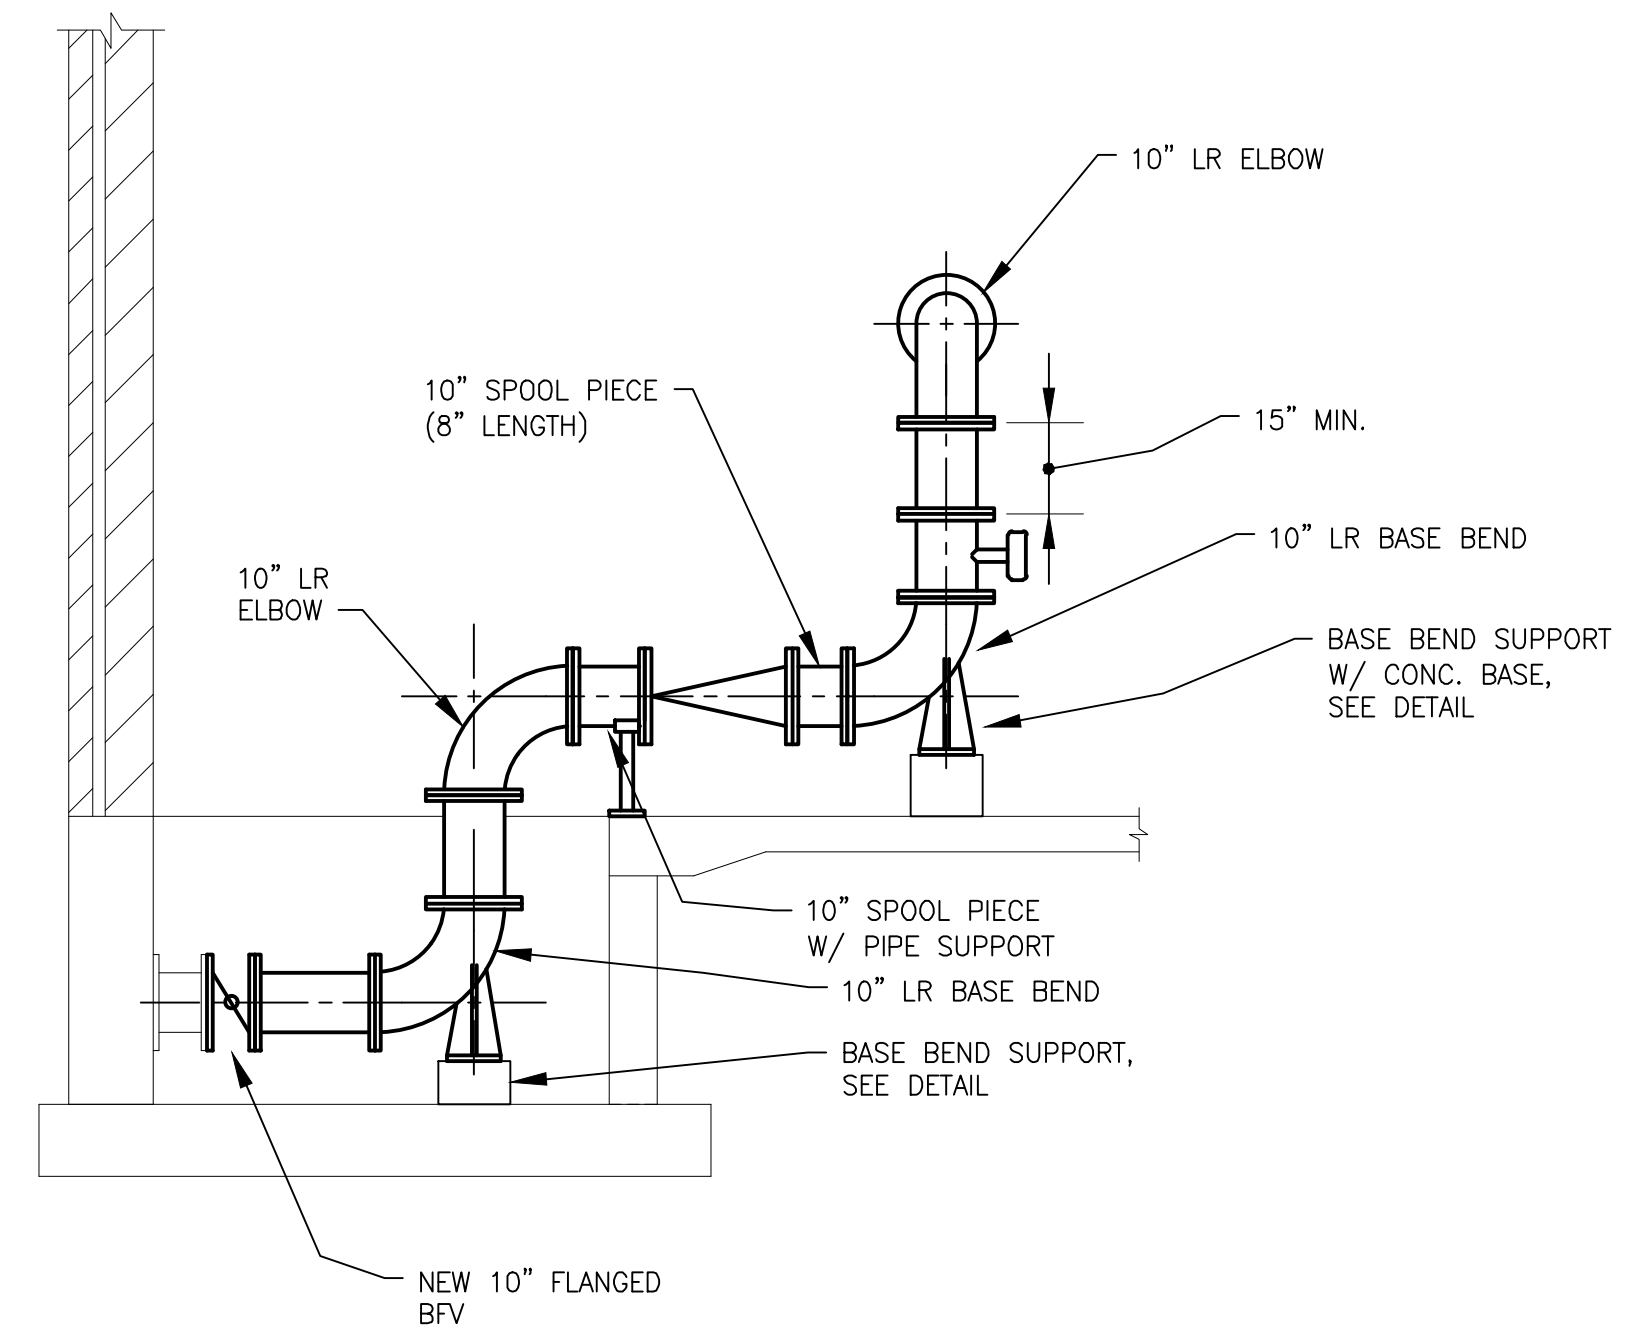 10” LR ELBOW
10” SPOOL PIECE
(8” LENGTH)
15” MIN.
10” LR BASE BEND
10” LR
ELBOW
BASE BEND SUPPORT
W/ CONC. BASE,
SEE DETAIL
10” SPOOL PIECE
W/ PIPE SUPPORT
10” LR BASE BEND
BASE BEND SUPPORT,
SEE DETAIL
NEW 10” FLANGED
BFV